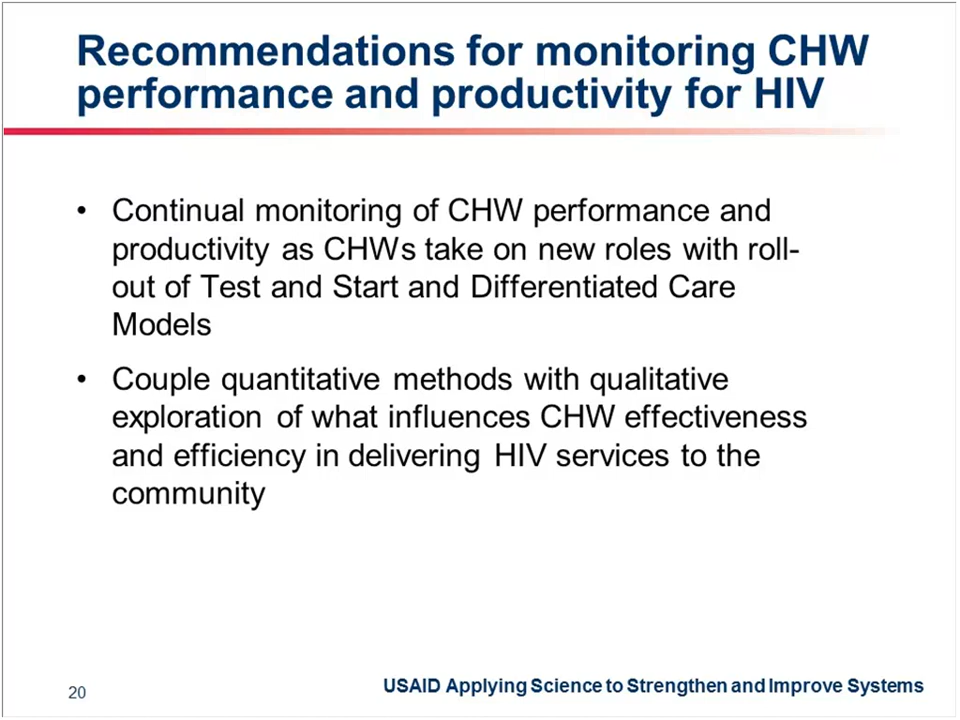 Recommendations for monitoring CHW
performance and productivity for HIV
• Continual monitoring of CHW performance and
productivity as CHWs take on new roles with roll-
out of Test and Start and Differentiated Care
Models
• Couple quantitative methods with qualitative
exploration of what influences CHW effectiveness
and efficiency in delivering HIV services to the
community
20
USAID Applying Science to Strengthen and Improve Systems